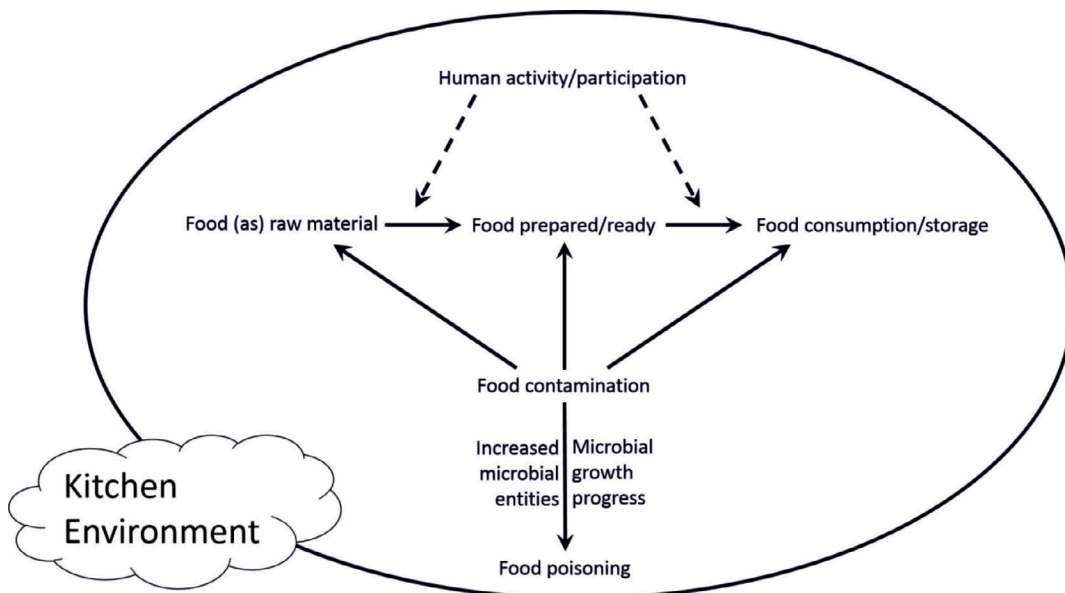 Human activity/participation
Food (as) raw material
Food prepared/ready
Food consumption/storage
Food contamination
Increased
microbial
entities
Microbial
growth
progress
Kitchen
Environment
Food poisoning